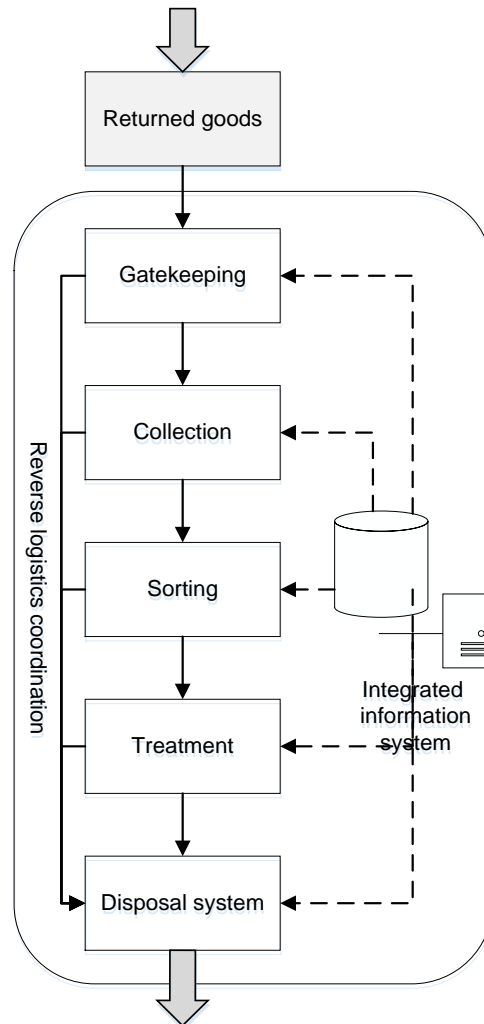 Returned goods
Gatekeeping
Collection
Reverse logistics coordination
Sorting
Integrated
information
system
Treatment
Disposal system